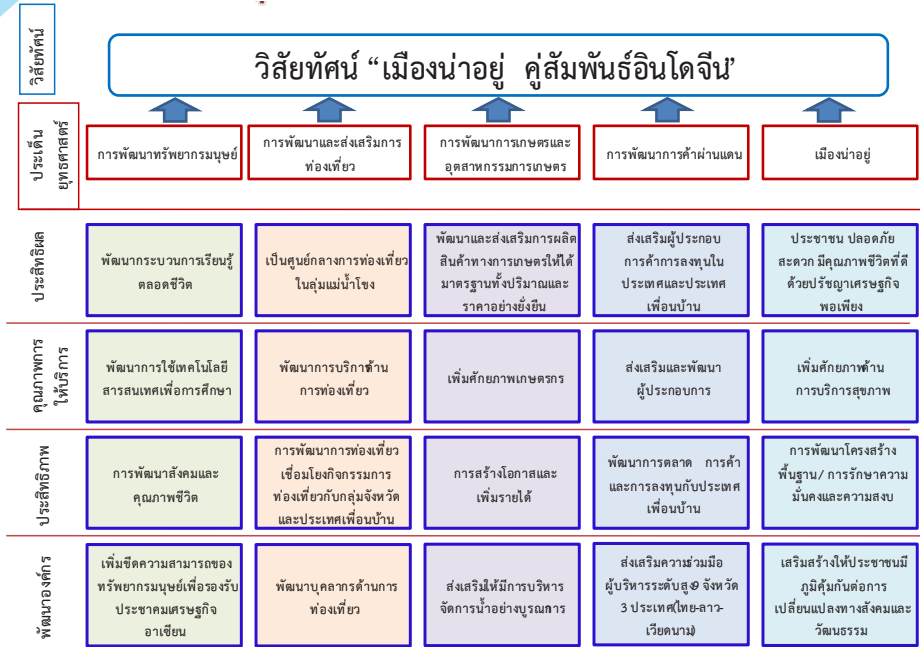 วิสัยทัศน์
วิสัยทัศน์ “เมืองน่าอยู่ คู่สัมพันธ์อินโดจีน”
ประเด็น
ยุทธศาสตร์
การพัฒนาทรัพยากรมนุษย์
การพัฒนาและส่งเสริมการ
ท่องเที่ยว
การพัฒนาการเกษตรและ
อุตสาหกรรมการเกษตร
การพัฒนาการค้าผ่านแดน
เมืองน่าอยู่
ประสิทธิผล
พัฒนากระบวนการเรียนรู้
ตลอดชีวิต
เป็นศูนย์กลางการท่องเที่ยว
ในลุ่มแม่น้ำโขง
พัฒนาและส่งเสริมการผลิต
สินค้าทางการเกษตรให้ได้
มาตรฐานทั้งปริมาณและ
ราคาอย่างยั่งยืน
ส่งเสริมผู้ประกอบ
การค้าการลงทุนใน
ประเทศและประเทศ
เพื่อนบ้าน
ประชาชน ปลอดภัย
สะดวก มีคุณภาพชีวิตที่ดี
ด้วยปรัชญาเศรษฐกิจ
พอเพียง
คุณภาพการ
ให้บริการ
พัฒนาการใช้เทคโนโลยี
สารสนเทศเพื่อการศึกษา
พัฒนาการบริการด้าน
การท่องเที่ยว
เพิ่มศักยภาพเกษตรกร
ส่งเสริมและพัฒนา
ผู้ประกอบการ
เพิ่มศักยภาพด้าน
การบริการสุขภาพ
ประสิทธิภาพ
การพัฒนาสังคมและ
คุณภาพชีวิต
การพัฒนาการท่องเที่ยว
เชื่อมโยงกิจกรรมการ
ท่องเที่ยวกับกลุ่มจังหวัด
และประเทศเพื่อนบ้าน
การสร้างโอกาสและ
เพิ่มรายได้
พัฒนาการตลาด การค้า
และการลงทุนกับประเทศ
เพื่อนบ้าน
การพัฒนาโครงสร้าง
พื้นฐาน/ การรักษาความ
มั่นคงและความสงบ
พัฒนาองค์กร
เพิ่มขีดความสามารถของ
ทรัพยากรมนุษย์เพื่อรองรับ
ประชาคมเศรษฐกิจ
อาเซียน
พัฒนาบุคลากรด้านการ
ท่องเที่ยว
ส่งเสริมให้มีการบริหาร
จัดการน้ำอย่างบูรณาการ
ส่งเสริมความร่วมมือ
ผู้บริหารระดับสูง9 จังหวัด
3 ประเทศ(ไทย-ลาว-
เวียดนาม)
เสริมสร้างให้ประชาชนมี
ภูมิคุ้มกันต่อการ
เปลี่ยนแปลงทางสังคมและ
วัฒนธรรม